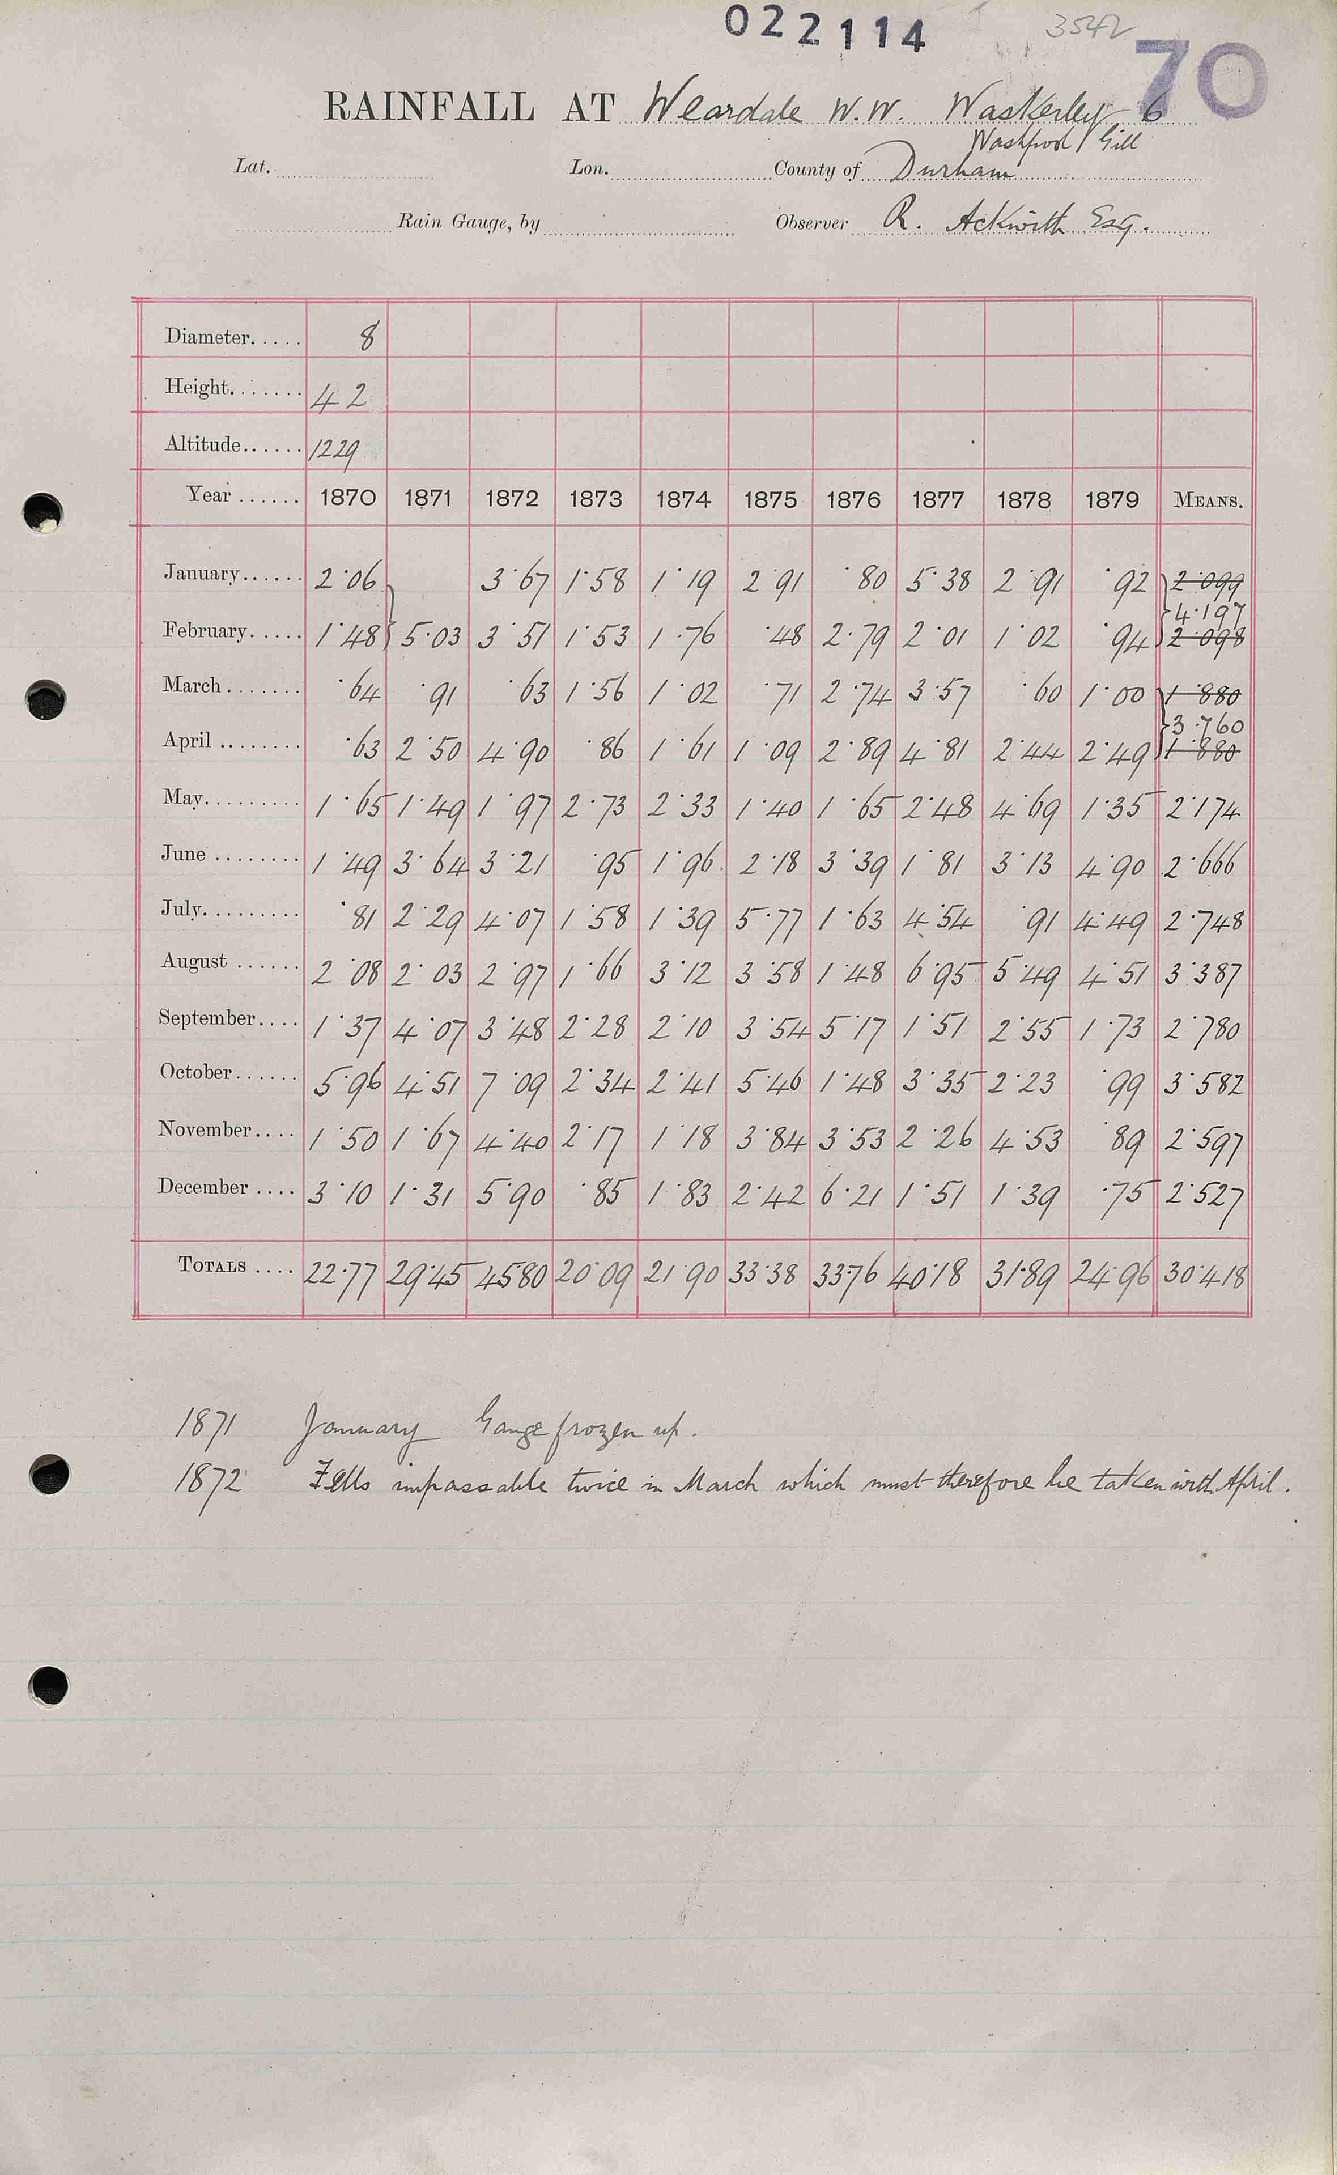 022114
3542
70
RAINFALL AT Weardale W.W. Waskerley 6
Washpool Gill
Lat. Lon. County of Durham
Rain Gauge, by Observer R. Ackwith Esq.
Diameter..... 8
Height....... 42
Altitude...... 1229
Year ...... 1870 1871 1872 1873 1874 1875 1876 1877 1878 1879 MEANS.
January...... 2·06 3·67 1·58 1·19 2·91 ·80 5·38 2·91 ·92 2·099
4·197
February..... 1·48 5·03 3·51 1·53 1·76 ·48 2·79 2·01 1·02 ·94 2·098
March ....... ·64 ·91 ·63 1·56 1·02 ·71 2·74 3·57 ·60 1·00 1·880
3·760
April ........ ·63 2·50 4·90 ·86 1·61 1·09 2·89 4·81 2·44 2·49 1·880
May......... 1·65 1·49 1·97 2·73 2·33 1·40 1·65 2·48 4·69 1·35 2·174
June ........ 1·49 3·64 3·21 ·95 1·96 2·18 3·39 1·81 3·13 4·90 2·666
July......... ·81 2·29 4·07 1·58 1·39 5·77 1·63 4·54 ·91 4·49 2·748
August ...... 2·08 2·03 2·97 1·66 3·12 3·58 1·48 6·95 5·49 4·51 3·387
September.... 1·37 4·07 3·48 2·28 2·10 3·54 5·17 1·51 2·55 1·73 2·780
October...... 5·96 4·51 7·09 2·34 2·41 5·46 1·48 3·35 2·23 ·99 3·582
November.... 1·50 1·67 4·40 2·17 1·18 3·84 3·53 2·26 4·53 ·89 2·597
December .... 3·10 1·31 5·90 ·85 1·83 2·42 6·21 1·51 1·39 ·75 2·527
TOTALS .... 22·77 29·45 45·80 20·09 21·90 33·38 33·76 40·18 31·89 24·96 30·418
1871 January Gauge frozen up.
1872 Fells impassable twice in March which must therefore be taken with April.